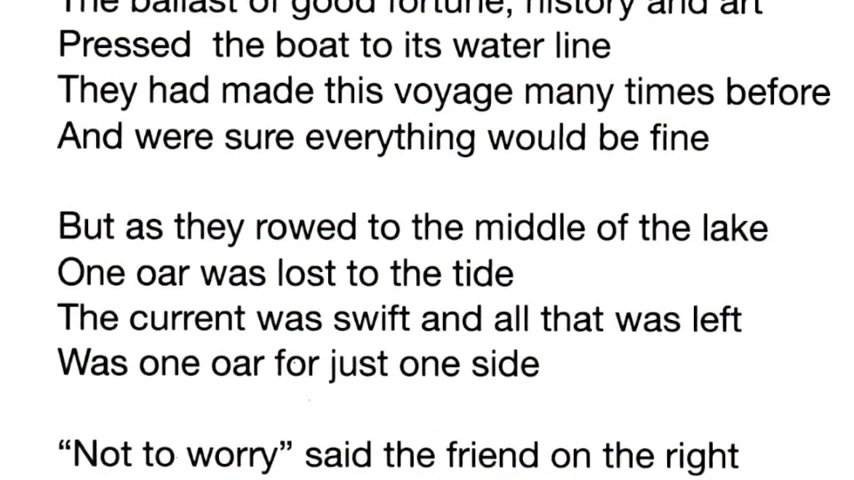 The ballast of good fortune, history and art
Pressed  the boat to its water line
They had made this voyage many times before
And were sure everything would be fine

But as they rowed to the middle of the lake
One oar was lost to the tide
The current was swift and all that was left
Was one oar for just one side

“Not to worry” said the friend on the right